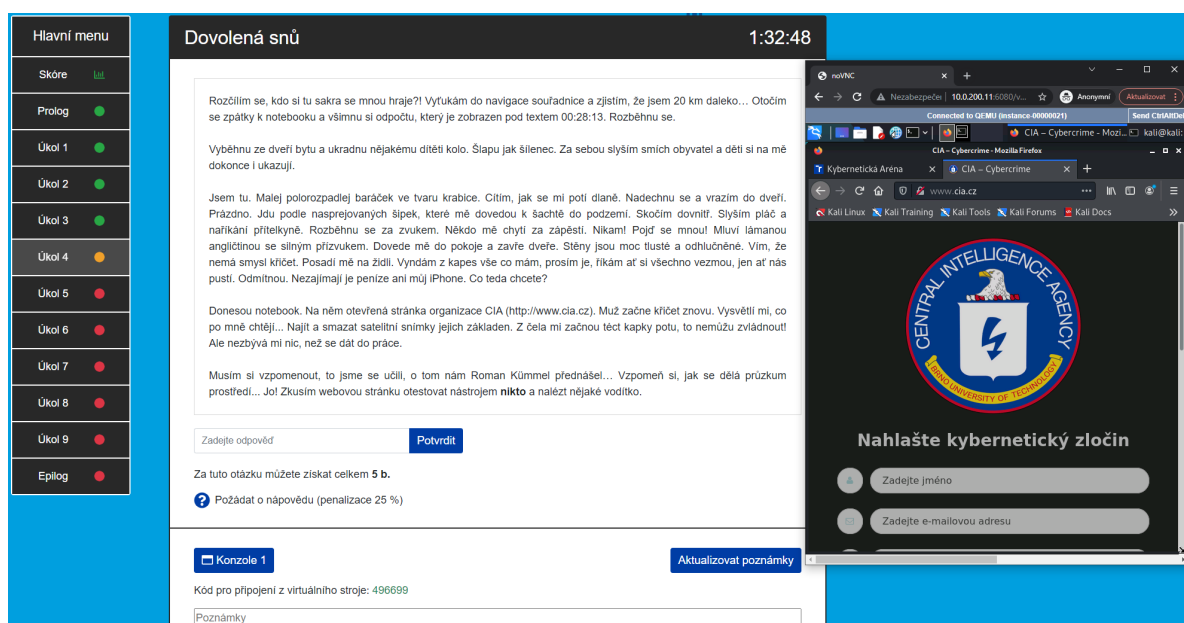 Hlavní menu
Skóre
Prolog
Úkol 1
Úkol 2
Úkol 3
Úkol 4
Úkol 5
Úkol 6
Úkol 7
Úkol 8
Úkol 9
Epilog
Dovolená snů
1:32:48
Rozčílím se, kdo si tu sakra se mnou hraje?! Vyťukám do navigace souřadnice a zjistím, že jsem 20 km daleko… Otočím
se zpátky k notebooku a všimnu si odpočtu, který je zobrazen pod textem 00:28:13. Rozběhnu se.
Vyběhnu ze dveří bytu a ukradnu nějakému dítěti kolo. Šlapu jak šílenec. Za sebou slyším smích obyvatel a děti si na mě
dokonce i ukazují.
Jsem tu. Malej polorozpadlej baráček ve tvaru krabice. Cítím, jak se mi potí dlaně. Nadechnu se a vrazím do dveří.
Prázdno. Jdu podle nasprejovaných šipek, které mě dovedou k šachtě do podzemí. Skočím dovnitř. Slyším pláč a
naříkání přítelkyně. Rozběhnu se za zvukem. Někdo mě chytí za zápěstí. Nikam! Pojď se mnou! Mluví lámanou
angličtinou se silným přízvukem. Dovede mě do pokoje a zavře dveře. Stěny jsou moc tlusté a odhlučněné. Vím, že
nemá smysl křičet. Posadí mě na židli. Vyndám z kapes vše co mám, prosím je, říkám ať si všechno vezmou, jen ať nás
pustí. Odmítnou. Nezajímají je peníze ani můj iPhone. Co teda chcete?
Donesou notebook. Na něm otevřená stránka organizace CIA (http://www.cia.cz). Muž začne křičet znovu. Vysvětlí mi, co
po mně chtějí... Najít a smazat satelitní snímky jejich základen. Z čela mi začnou téct kapky potu, to nemůžu zvládnout!
Ale nezbývá mi nic, než se dát do práce.
Musím si vzpomenout, to jsme se učili, o tom nám Roman Kümmel přednášel… Vzpomeň si, jak se dělá průzkum
prostředí... Jo! Zkusím webovou stránku otestovat nástrojem nikto a nalézt nějaké vodítko.
Zadejte odpověď
Potvrdit
Za tuto otázku můžete získat celkem 5 b.
Požádat o nápovědu (penalizace 25 %)
Konzole 1
Aktualizovat poznámky
Kód pro připojení z virtuálního stroje: 496699
Poznámky
noVNC
Nezabezpečeno
10.0.200.11:6080/v...
Anonymní
Aktualizovat
Connected to QEMU (instance-00000021)
Send CtrlAltDel
CIA – Cybercrime - Mozi...
kali@kali:
CIA – Cybercrime - Mozilla Firefox
Kybernetická Aréna
CIA – Cybercrime
www.cia.cz
Kali Linux
Kali Training
Kali Tools
Kali Forums
Kali Docs
CENTRAL INTELLIGENCE AGENCY
BRNO UNIVERSITY OF TECHNOLOGY
Nahlašte kybernetický zločin
Zadejte jméno
Zadejte e-mailovou adresu